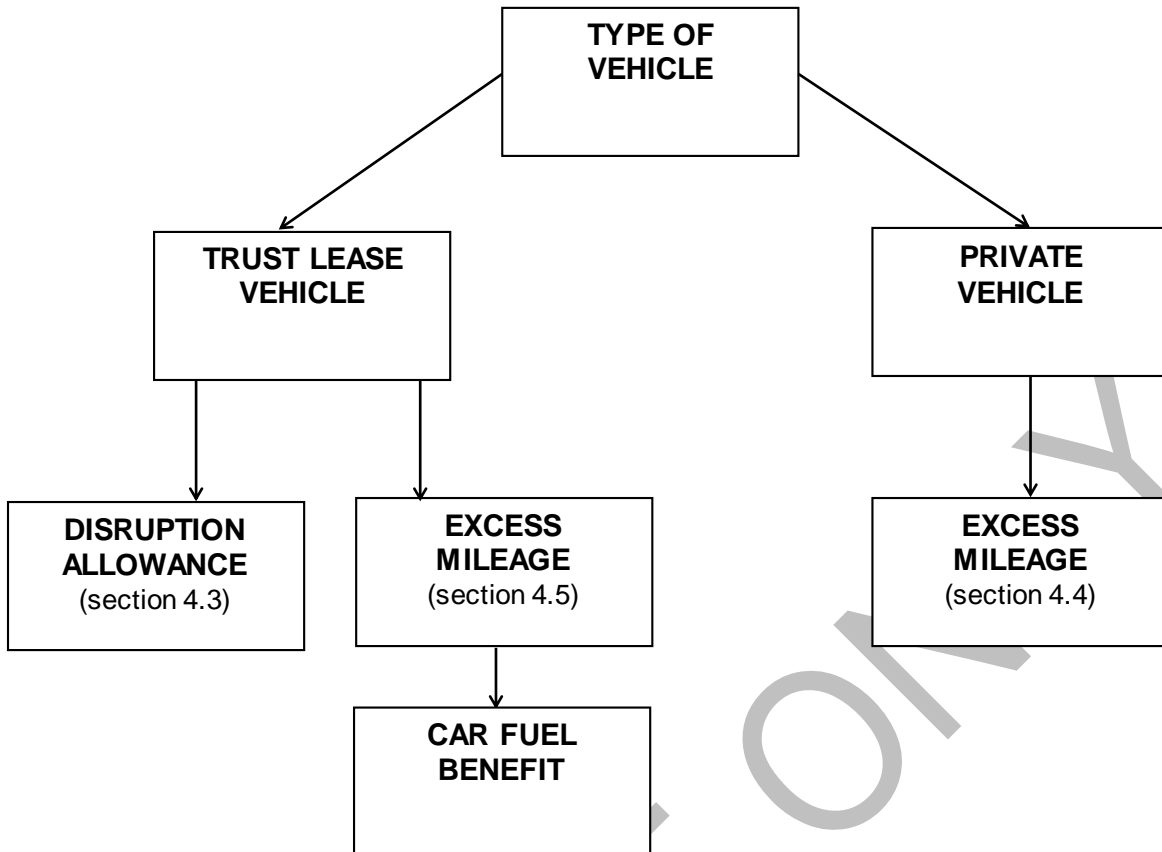 TYPE OF
VEHICLE
TRUST LEASE
VEHICLE
PRIVATE
VEHICLE
DISRUPTION
ALLOWANCE
(section 4.3)
EXCESS
MILEAGE
(section 4.5)
EXCESS
MILEAGE
(section 4.4)
CAR FUEL
BENEFIT